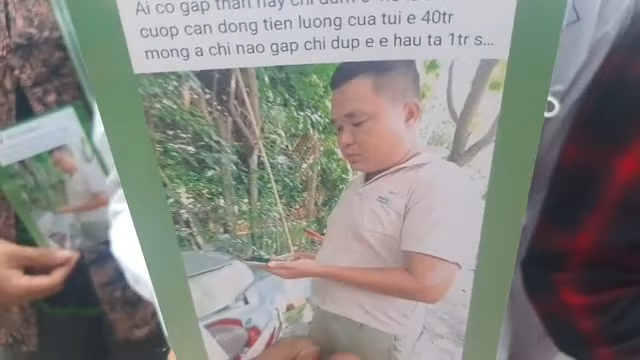 Ai co gap than nay chi dum e
cuop can dong tien luong cua tui e 40tr
mong a chi nao gap chi dup e e hau ta 1tr s...